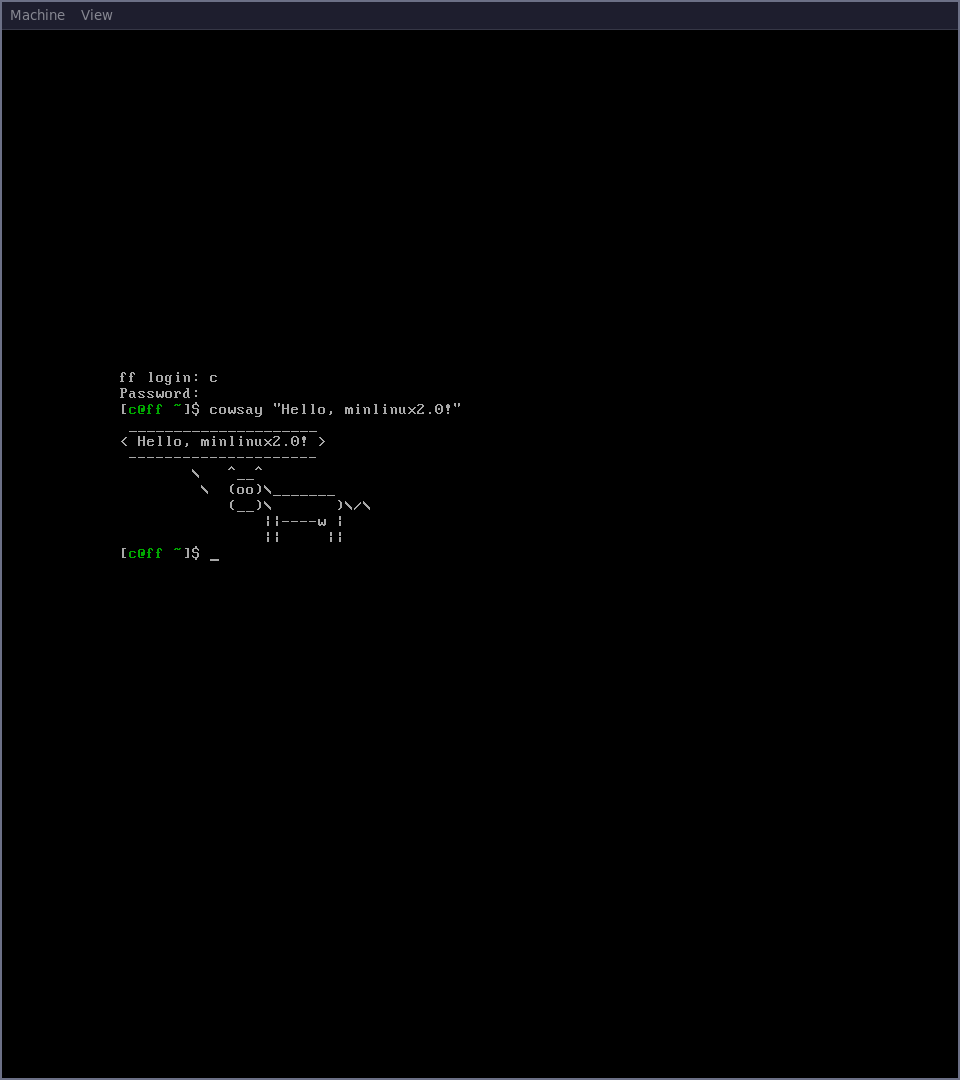 Machine View
ff login: c
Password:
[c@ff ~]$ cowsay "Hello, minlinux2.0!"
 _____________________
< Hello, minlinux2.0! >
 ---------------------
        \   ^__^
         \  (oo)\_______
            (__)\       )\/\
                ||----w |
                ||     ||
[c@ff ~]$ _